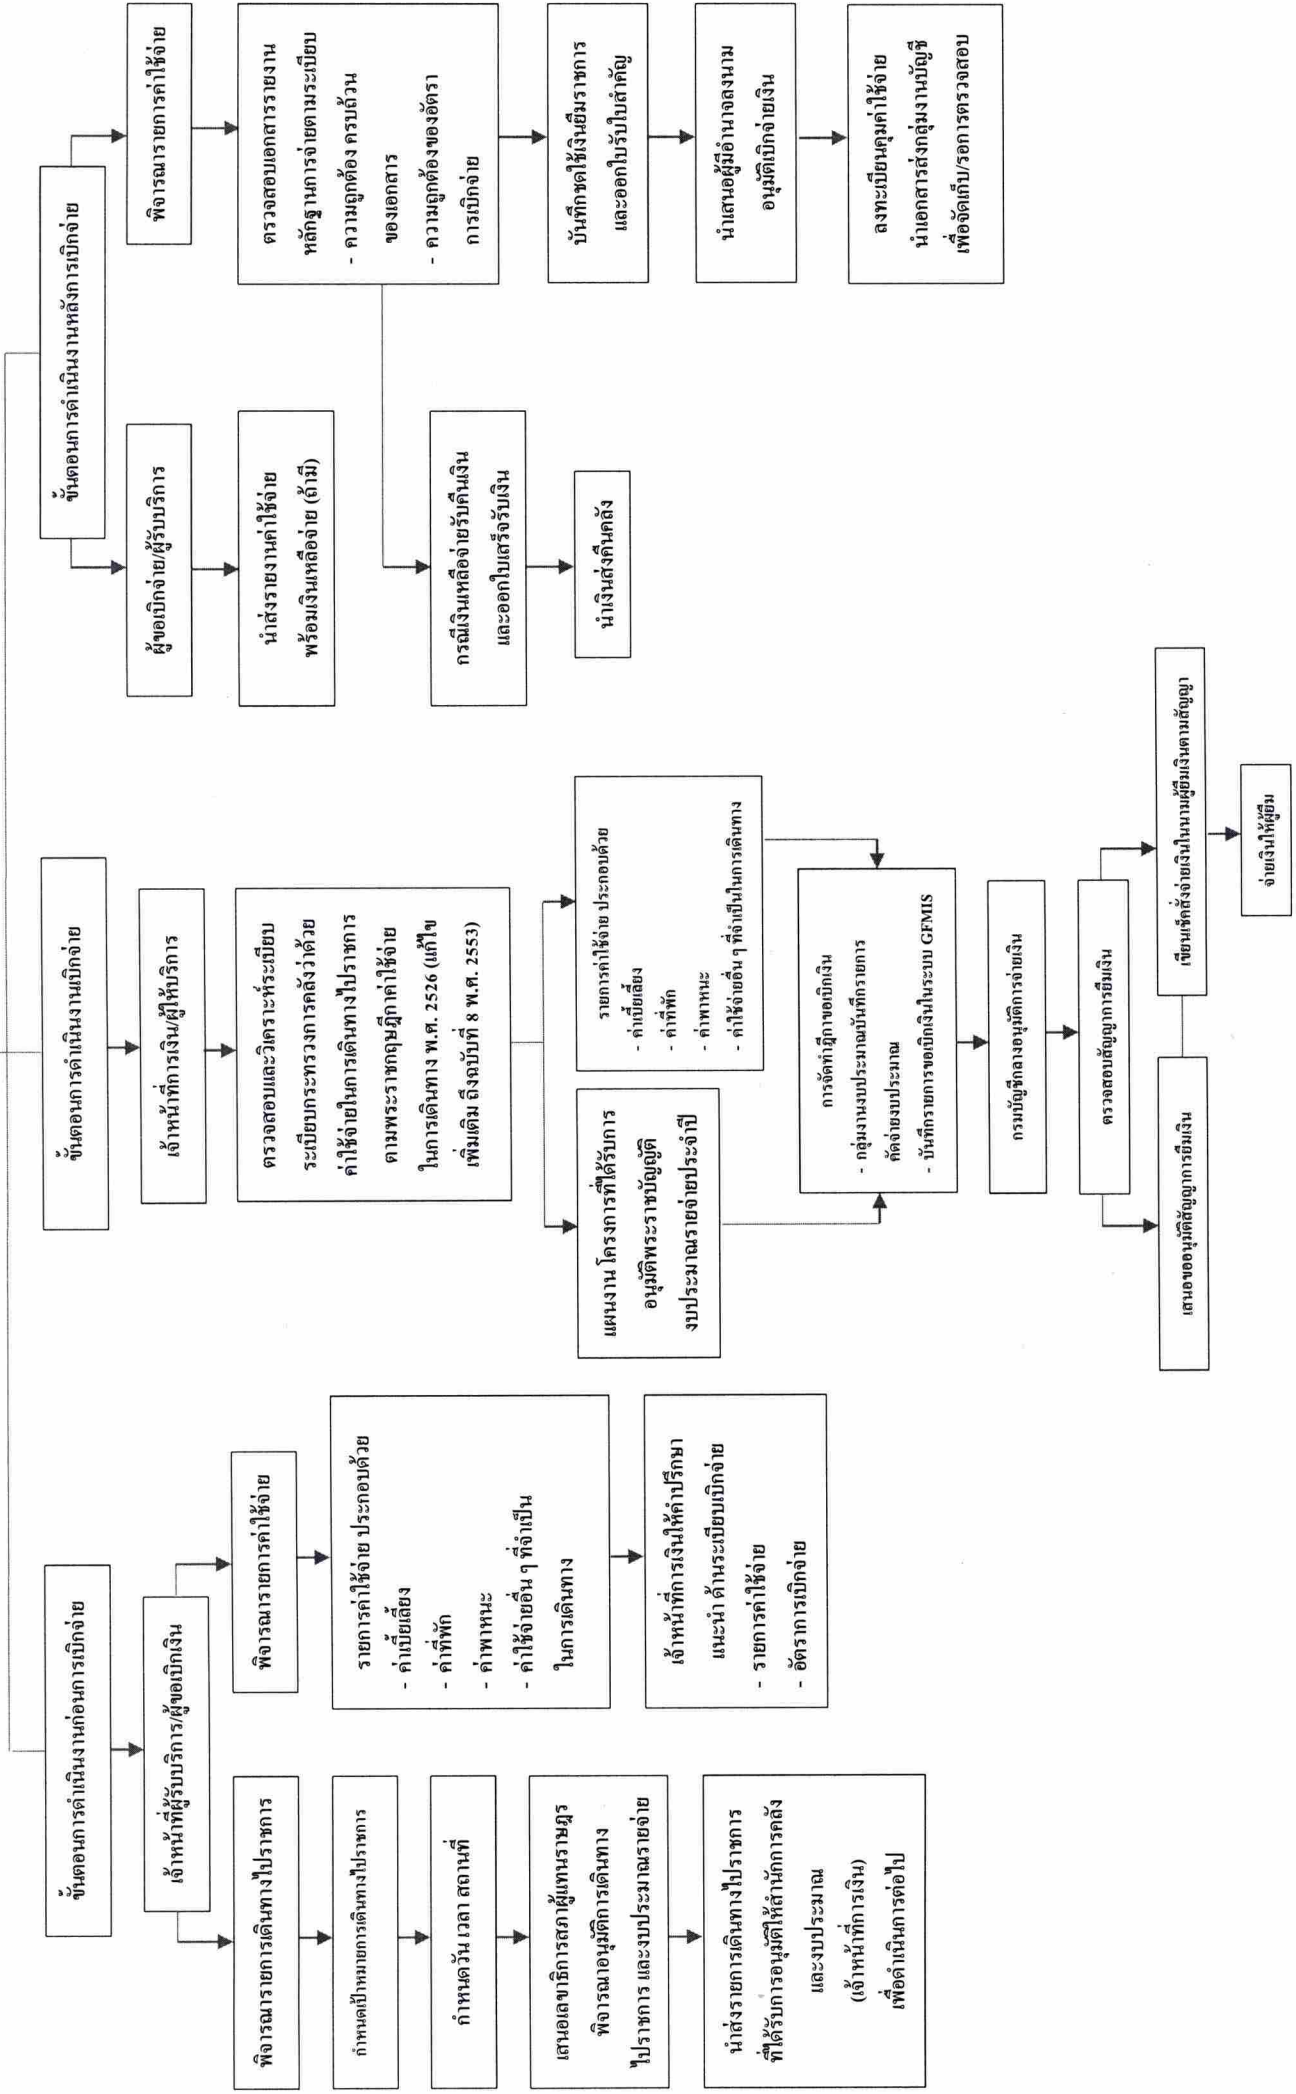 ขั้นตอนการดำเนินงานก่อนการเบิกจ่าย
เจ้าหน้าที่ผู้รับบริการ/ผู้ขอเบิกเงิน
พิจารณารายการเดินทางไปราชการ
กำหนดเป้าหมายการเดินทางไปราชการ
กำหนดวัน เวลา สถานที่
เสนอเลขาธิการสภาผู้แทนราษฎร
พิจารณาอนุมัติการเดินทาง
ไปราชการ และงบประมาณรายจ่าย
นำส่งรายการเดินทางไปราชการ
ที่ได้รับการอนุมัติให้สำนักการคลัง
และงบประมาณ
(เจ้าหน้าที่การเงิน)
เพื่อดำเนินการต่อไป
พิจารณารายการค่าใช้จ่าย
รายการค่าใช้จ่าย ประกอบด้วย
- ค่าเบี้ยเลี้ยง
- ค่าที่พัก
- ค่าพาหนะ
- ค่าใช้จ่ายอื่น ๆ ที่จำเป็น
ในการเดินทาง
เจ้าหน้าที่การเงินให้คำปรึกษา
แนะนำ ด้านระเบียบเบิกจ่าย
- รายการค่าใช้จ่าย
- อัตราการเบิกจ่าย
ขั้นตอนการดำเนินงานเบิกจ่าย
เจ้าหน้าที่การเงิน/ผู้ให้บริการ
ตรวจสอบและวิเคราะห์ระเบียบ
ระเบียบกระทรวงการคลังว่าด้วย
ค่าใช้จ่ายในการเดินทางไปราชการ
ตามพระราชกฤษฎีกาค่าใช้จ่าย
ในการเดินทาง พ.ศ. 2526 (แก้ไข
เพิ่มเติม ถึงฉบับที่ 8 พ.ศ. 2553)
แผนงาน โครงการที่ได้รับการ
อนุมัติพระราชบัญญัติ
งบประมาณรายจ่ายประจำปี
รายการค่าใช้จ่าย ประกอบด้วย
- ค่าเบี้ยเลี้ยง
- ค่าที่พัก
- ค่าพาหนะ
- ค่าใช้จ่ายอื่น ๆ ที่จำเป็นในการเดินทาง
การจัดทำฎีกาขอเบิกเงิน
- กลุ่มงานงบประมาณบันทึกรายการ
ตัดจ่ายงบประมาณ
- บันทึกรายการขอเบิกเงินในระบบ GFMIS
กรมบัญชีกลางอนุมัติการจ่ายเงิน
ตรวจสอบสัญญาการยืมเงิน
เสนอขออนุมัติสัญญาการยืมเงิน
เขียนเช็คสั่งจ่ายเงินในนามผู้ยืมเงินตามสัญญา
จ่ายเงินให้ผู้ยืม
ขั้นตอนการดำเนินงานหลังการเบิกจ่าย
ผู้ขอเบิกจ่าย/ผู้รับบริการ
นำส่งรายงานค่าใช้จ่าย
พร้อมเงินเหลือจ่าย (ถ้ามี)
กรณีเงินเหลือจ่ายรับคืนเงิน
และออกใบเสร็จรับเงิน
นำเงินส่งคืนคลัง
พิจารณารายการค่าใช้จ่าย
ตรวจสอบเอกสารรายงาน
หลักฐานการจ่ายตามระเบียบ
- ความถูกต้อง ครบถ้วน
ของเอกสาร
- ความถูกต้องของอัตรา
การเบิกจ่าย
บันทึกชดใช้เงินยืมราชการ
และออกใบรับใบสำคัญ
นำเสนอผู้มีอำนาจลงนาม
อนุมัติเบิกจ่ายเงิน
ลงทะเบียนคุมค่าใช้จ่าย
นำเอกสารส่งกลุ่มงานบัญชี
เพื่อจัดเก็บ/รอการตรวจสอบ